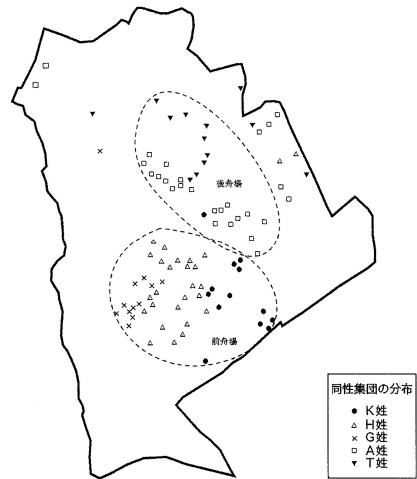 後舟場
前舟場
同性集団の分布
● K姓
△ H姓
× G姓
□ A姓
▼ T姓